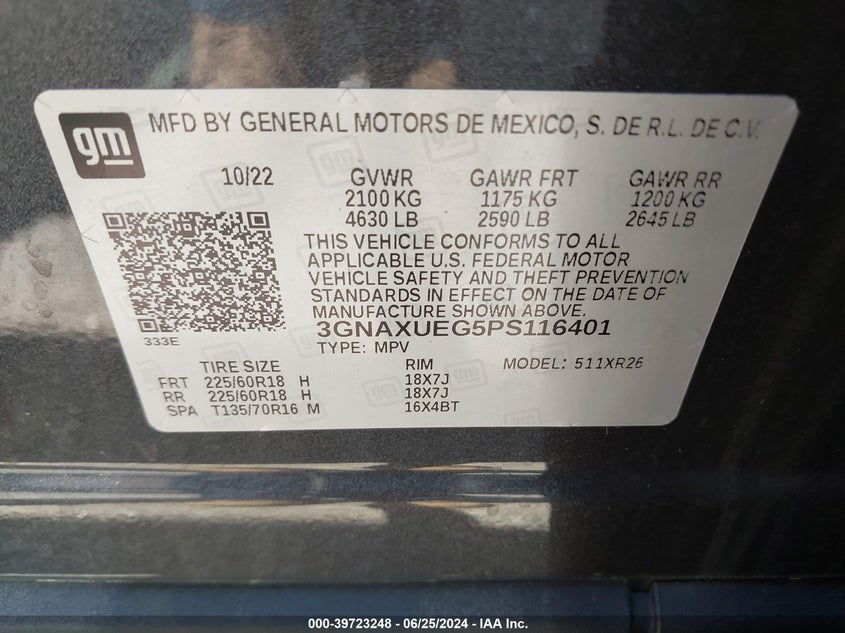 gm MFD BY GENERAL MOTORS DE MEXICO, S. DE R.L. DE C.V.
10/22 GVWR GAWR FRT GAWR RR
2100 KG 1175 KG 1200 KG
4630 LB 2590 LB 2645 LB
THIS VEHICLE CONFORMS TO ALL
APPLICABLE U.S. FEDERAL MOTOR
VEHICLE SAFETY AND THEFT PREVENTION
STANDARDS IN EFFECT ON THE DATE OF
MANUFACTURE SHOWN ABOVE.
333E 3GNAXUEG5PS116401
TYPE: MPV
TIRE SIZE RIM MODEL: 511XR26
FRT 225/60R18 H 18X7J
RR 225/60R18 H 18X7J
SPA T135/70R16 M 16X4BT
000-39723248 - 06/25/2024 - IAA Inc.